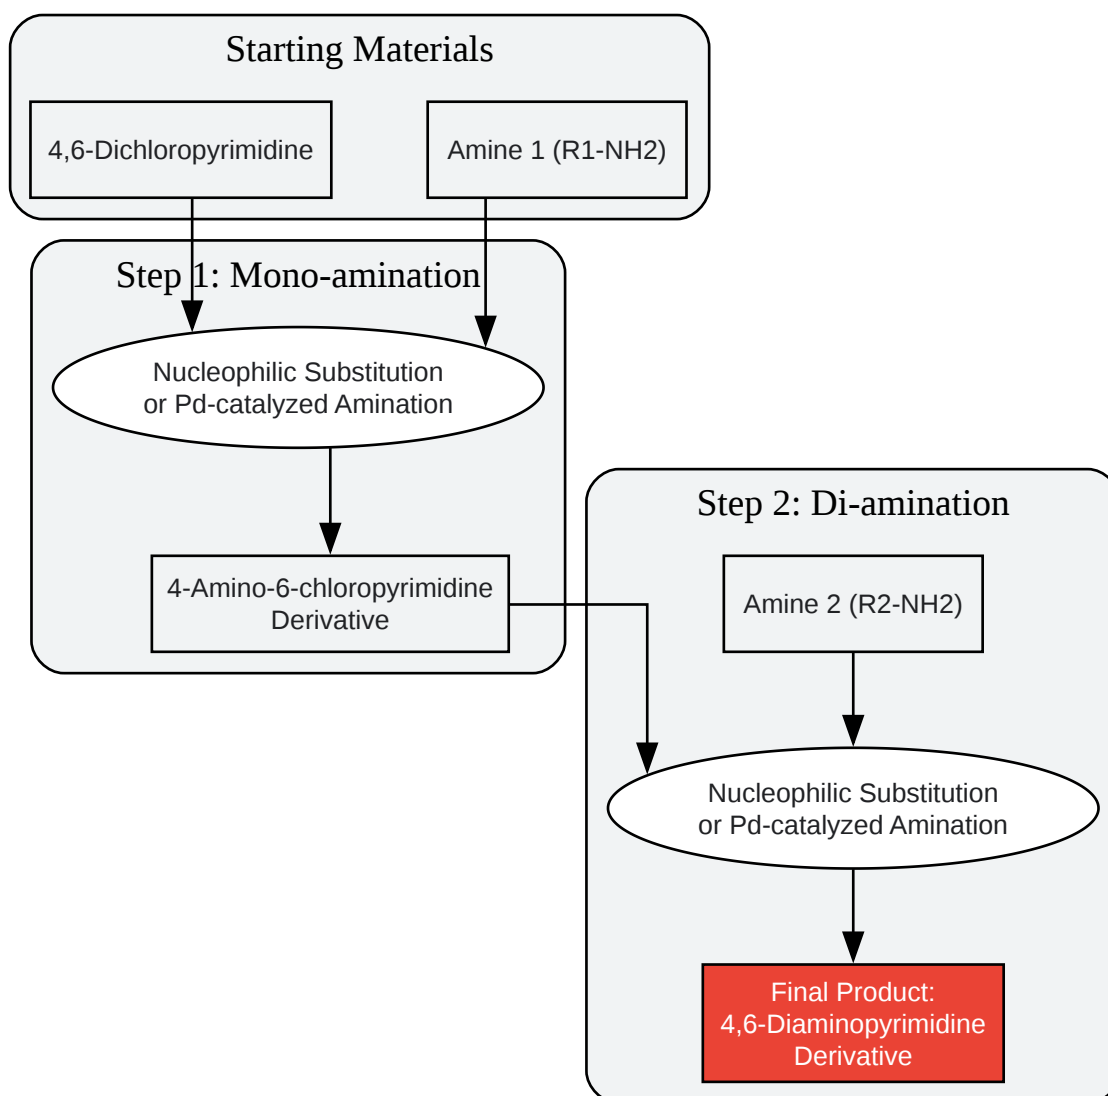 Starting Materials
4,6-Dichloropyrimidine
Amine 1 (R1-NH2)
Step 1: Mono-amination
Nucleophilic Substitution
or Pd-catalyzed Amination
4-Amino-6-chloropyrimidine
Derivative
Step 2: Di-amination
Amine 2 (R2-NH2)
Nucleophilic Substitution
or Pd-catalyzed Amination
Final Product:
4,6-Diaminopyrimidine
Derivative